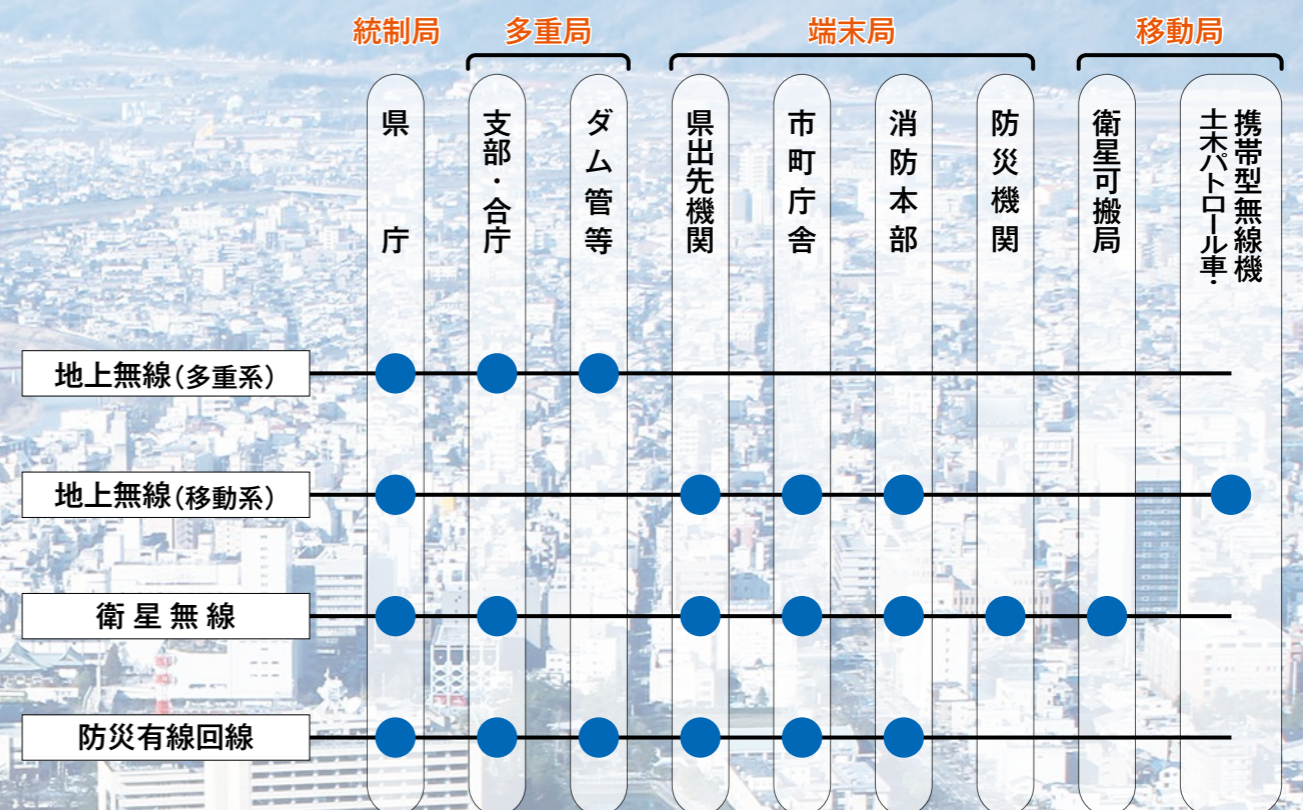 統制局
多重局
端末局
移動局
県庁
支部・合庁
ダム管等
県出先機関
市町庁舎
消防本部
防災機関
衛星可搬局
土木パトロール車・
携帯型無線機
地上無線(多重系)
地上無線(移動系)
衛星無線
防災有線回線